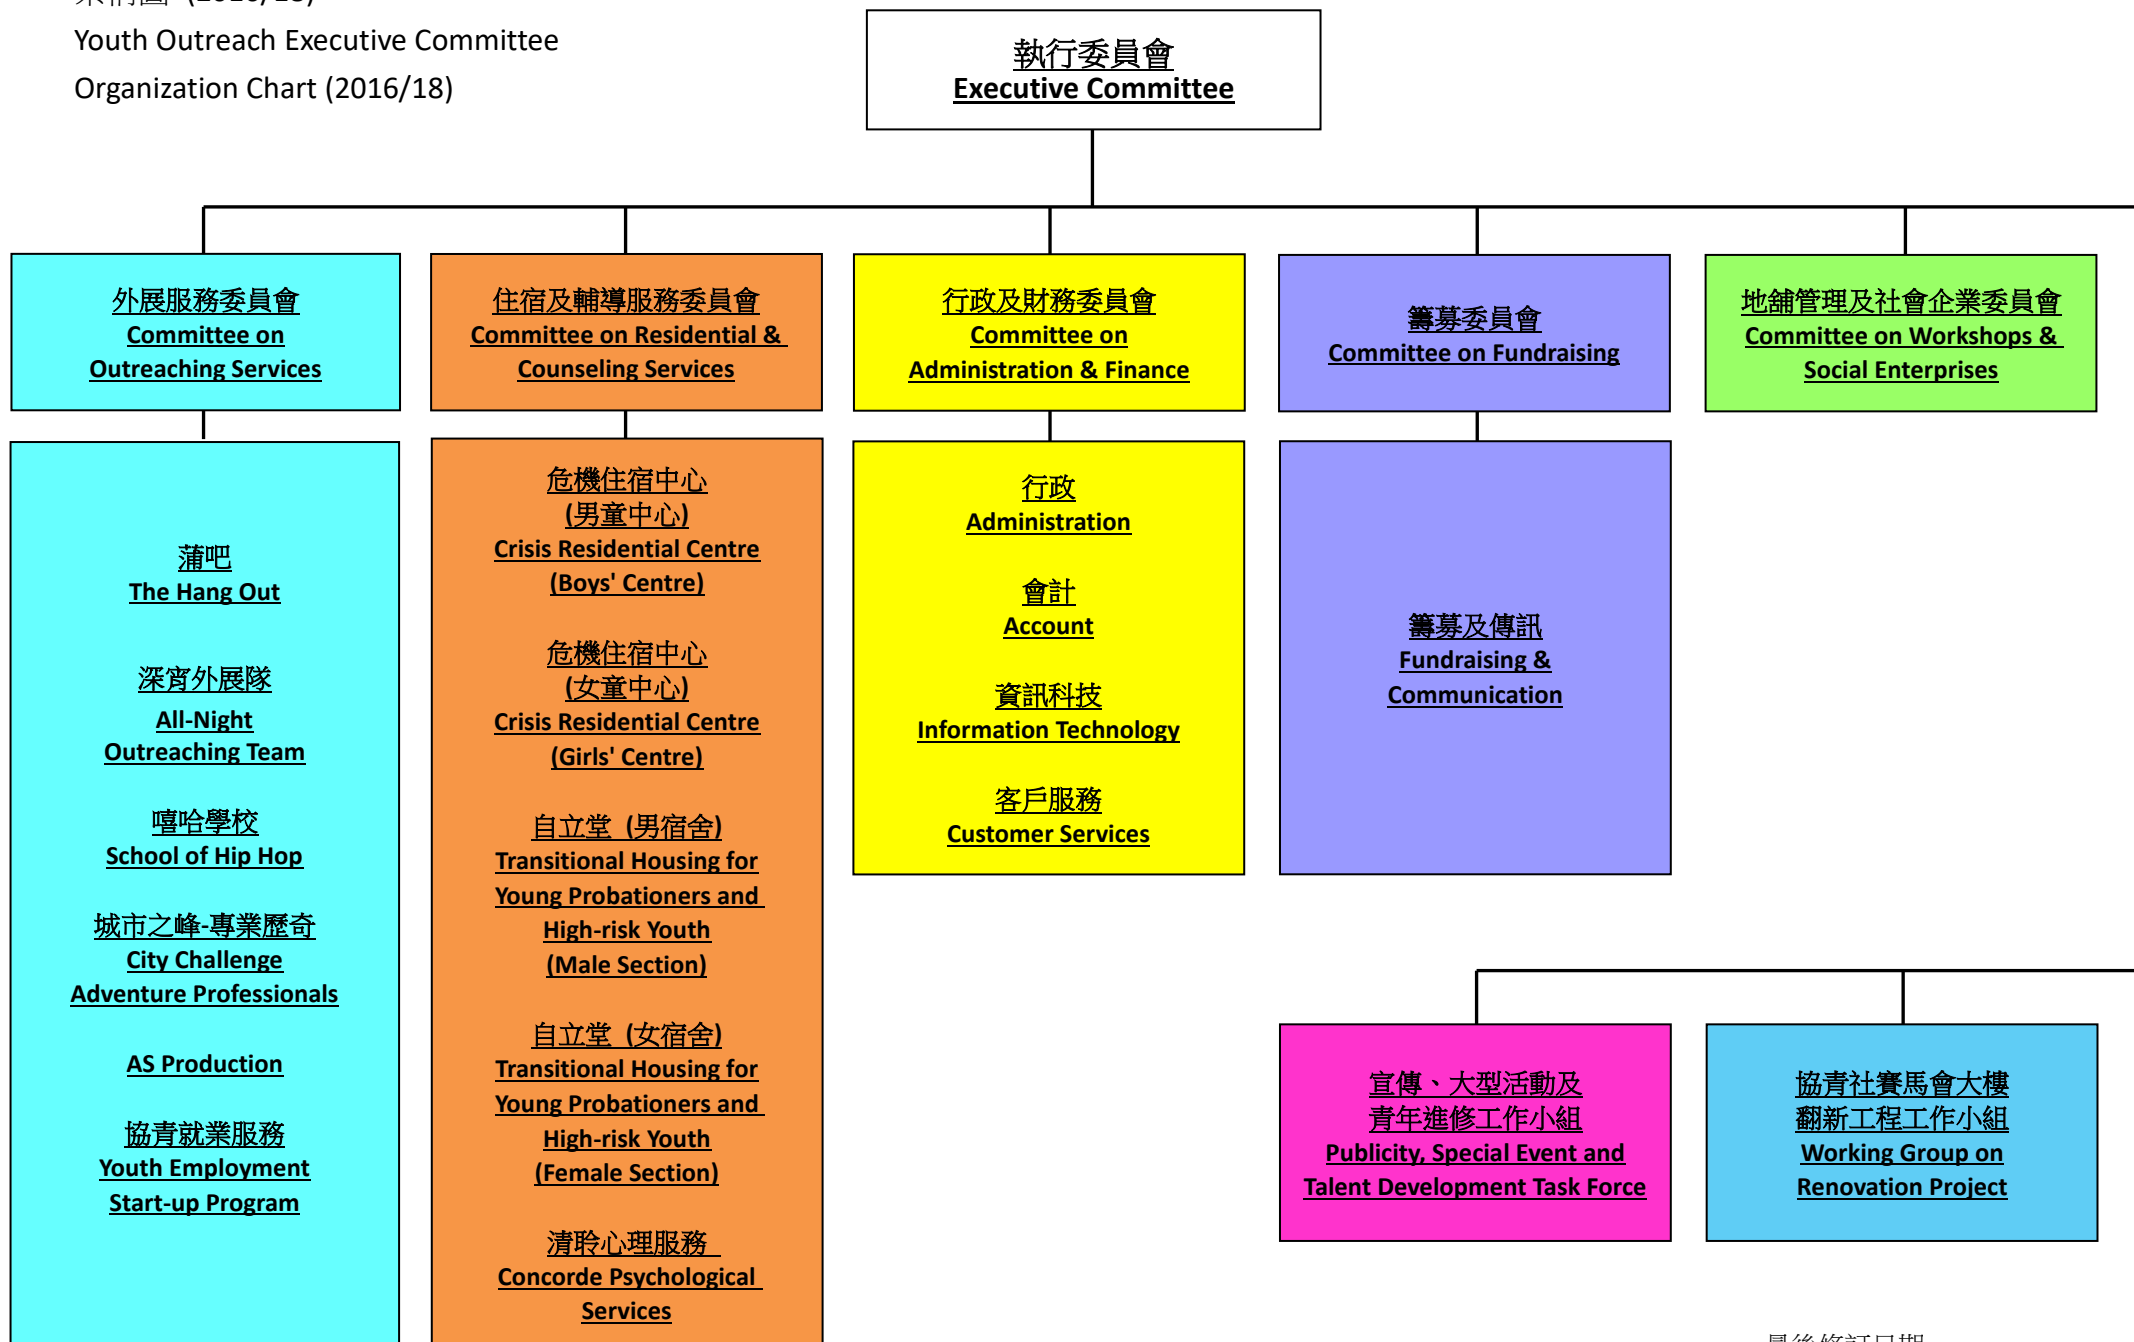 Youth Outreach Executive Committee
Organization Chart (2016/18)
執行委員會
Executive Committee
外展服務委員會
Committee on
Outreaching Services
住宿及輔導服務委員會
Committee on Residential &
Counseling Services
行政及財務委員會
Committee on
Administration & Finance
籌募委員會
Committee on Fundraising
地舖管理及社會企業委員會
Committee on Workshops &
Social Enterprises
蒲吧
The Hang Out
深宵外展隊
All-Night
Outreaching Team
嘻哈學校
School of Hip Hop
城市之峰-專業歷奇
City Challenge
Adventure Professionals
AS Production
協青就業服務
Youth Employment
Start-up Program
危機住宿中心
(男童中心)
Crisis Residential Centre
(Boys' Centre)
危機住宿中心
(女童中心)
Crisis Residential Centre
(Girls' Centre)
自立堂 (男宿舍)
Transitional Housing for
Young Probationers and
High-risk Youth
(Male Section)
自立堂 (女宿舍)
Transitional Housing for
Young Probationers and
High-risk Youth
(Female Section)
清聆心理服務
Concorde Psychological
Services
行政
Administration
會計
Account
資訊科技
Information Technology
客戶服務
Customer Services
籌募及傳訊
Fundraising &
Communication
宣傳、大型活動及
青年進修工作小組
Publicity, Special Event and
Talent Development Task Force
協青社賽馬會大樓
翻新工程工作小組
Working Group on
Renovation Project
最後修訂日期